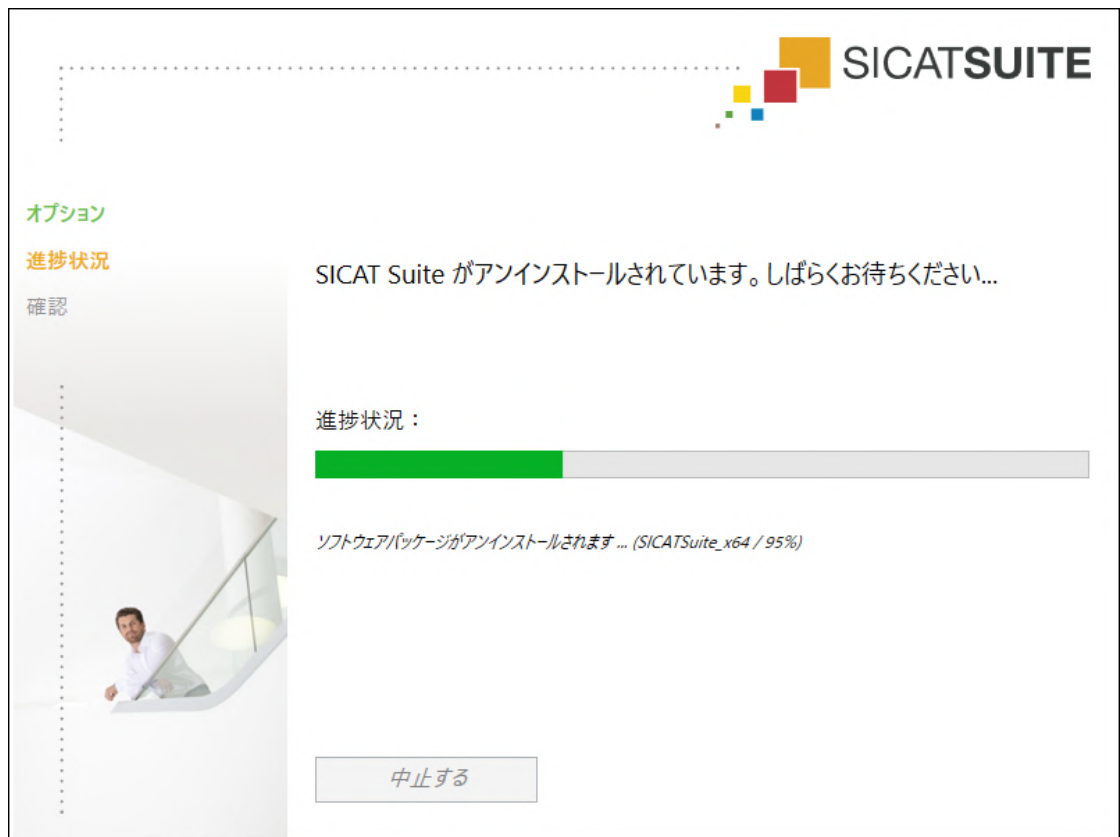 SICATSUITE
オプション
進捗状況
確認
SICAT Suite がアンインストールされています。しばらくお待ちください...
進捗状況：
ソフトウェアパッケージがアンインストールされます ... (SICATSuite_x64 / 95%)
中止する